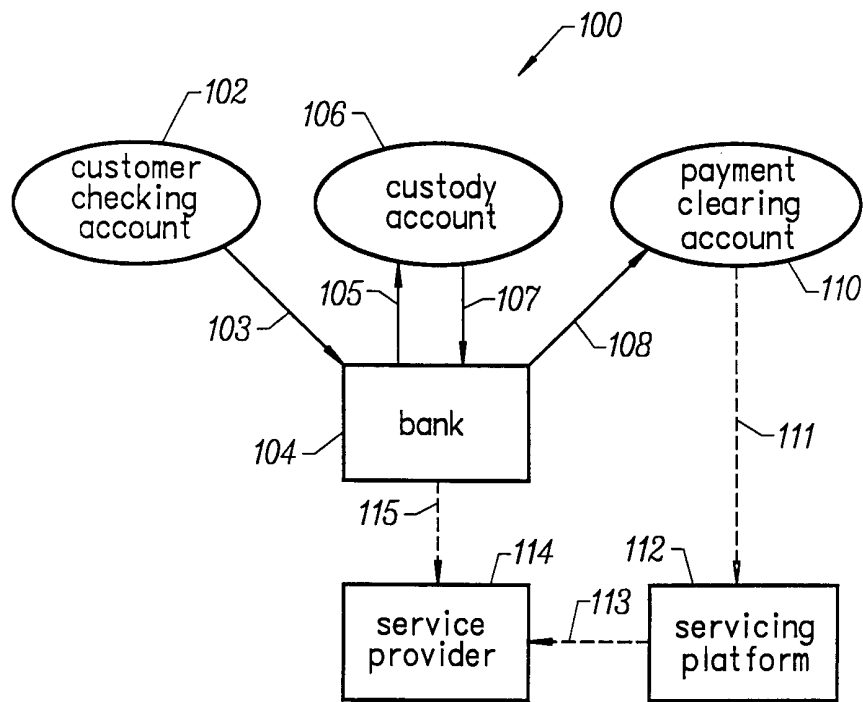 100
102
customer
checking
account
106
custody
account
payment
clearing
account
110
103
105
107
108
104
bank
111
115
114
service
provider
113
112
servicing
platform